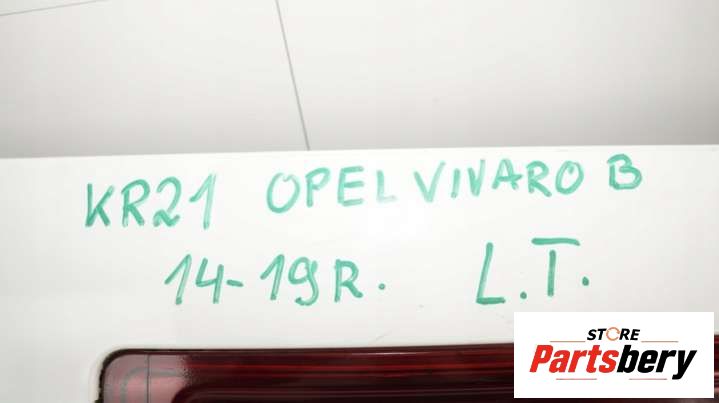 KR21 OPEL VIVARO B
14-19R. L.T.
STORE
Partsbery